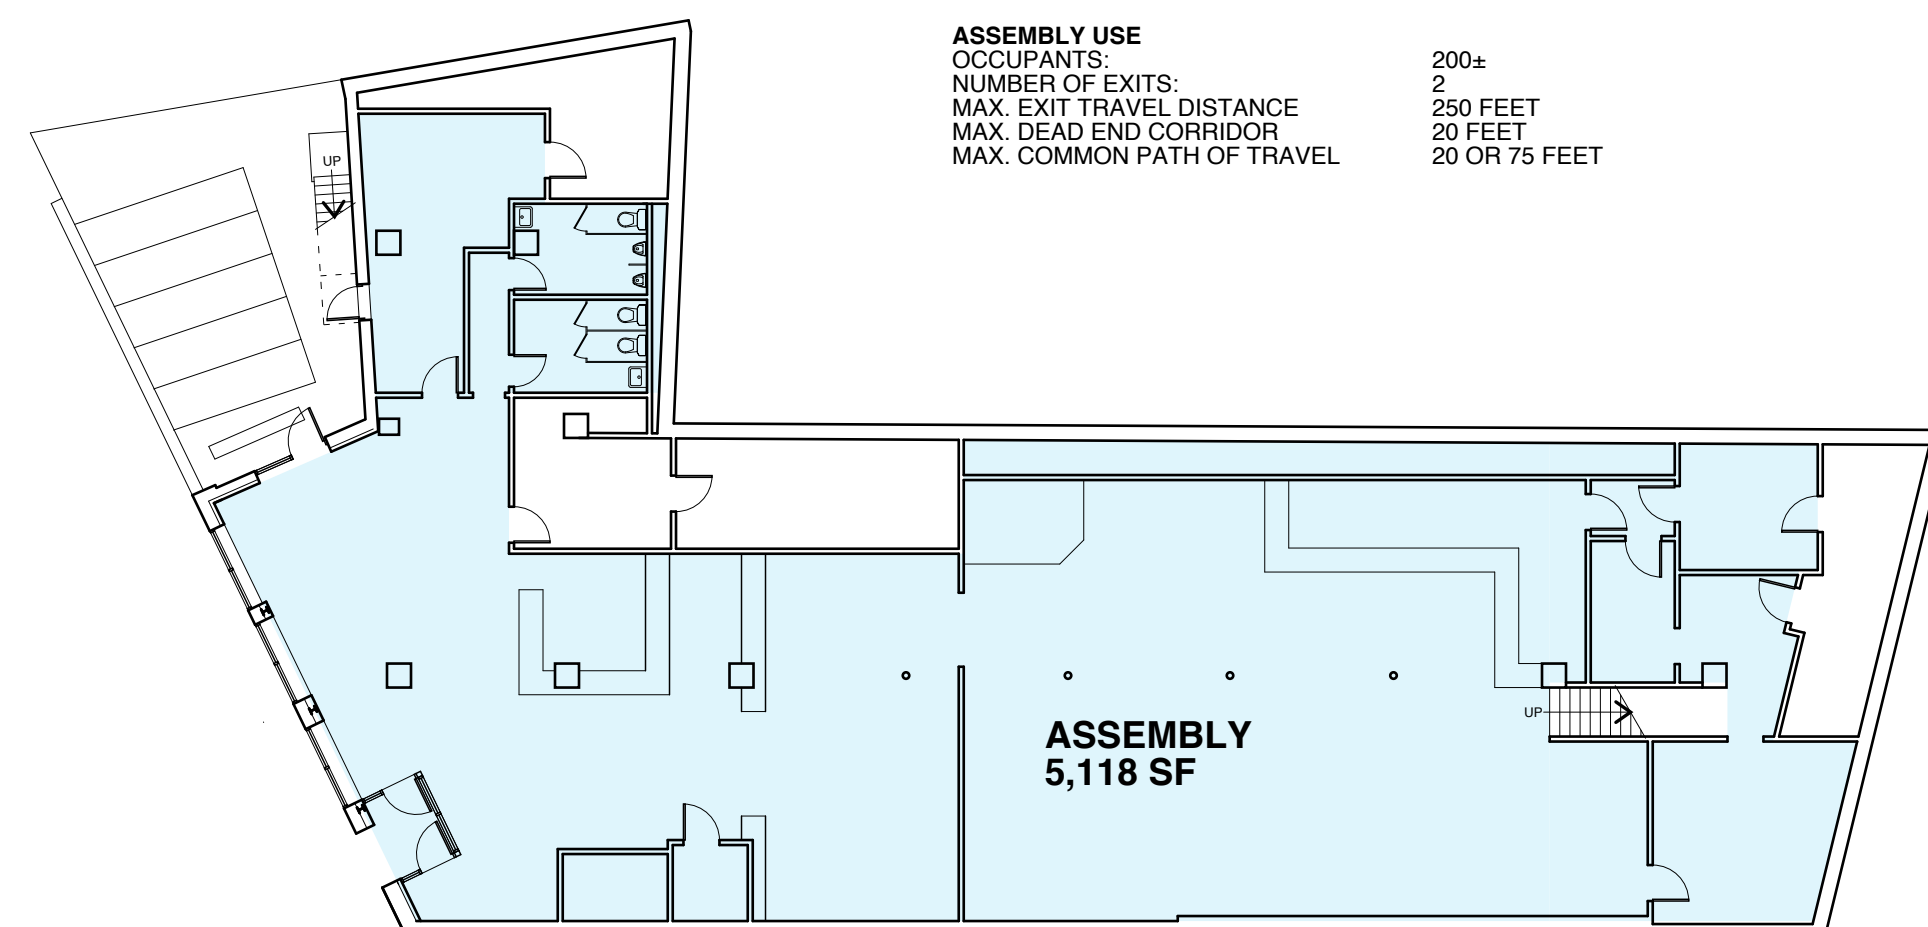 ASSEMBLY USE
OCCUPANTS: 200±
NUMBER OF EXITS: 2
MAX. EXIT TRAVEL DISTANCE 250 FEET
MAX. DEAD END CORRIDOR 20 FEET
MAX. COMMON PATH OF TRAVEL 20 OR 75 FEET
UP
UP
ASSEMBLY
5,118 SF